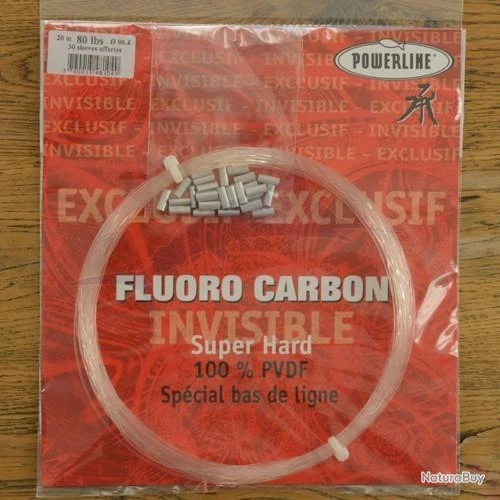 20 m 80 lbs Ø 90.4
30 sleeves offertes
POWERLINE
EXCLUSIF
INVISIBLE
EXCLUSIF - EXCLUSIF
FLUORO CARBON
INVISIBLE
Super Hard
100 % PVDF
Spécial bas de ligne
NaturaBuy